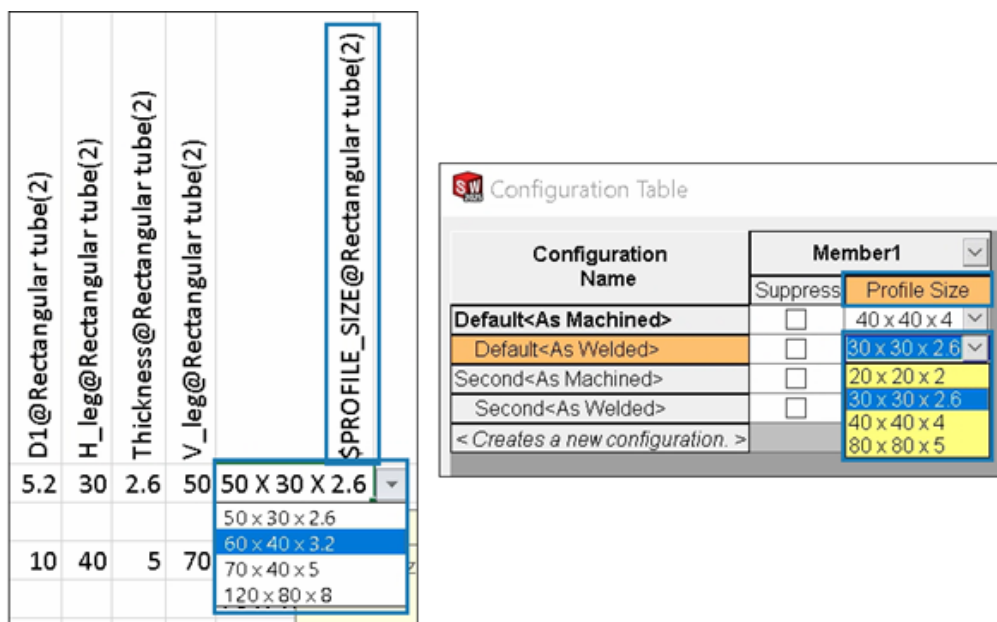 D1@Rectangular tube(2)
H_leg@Rectangular tube(2)
Thickness@Rectangular tube(2)
V_leg@Rectangular tube(2)
$PROFILE_SIZE@Rectangular tube(2)
5.2 30 2.6 50 50 X 30 X 2.6
50 x 30 x 2.6
60 x 40 x 3.2
10 40 5 70 70 x 40 x 5
120 x 80 x 8
SW Configuration Table
Configuration Name
Member1
Suppress Profile Size
Default<As Machined> 40 x 40 x 4
Default<As Welded> 30 x 30 x 2.6
Second<As Machined> 20 x 20 x 2
30 x 30 x 2.6
Second<As Welded> 40 x 40 x 4
< Creates a new configuration. > 80 x 80 x 5